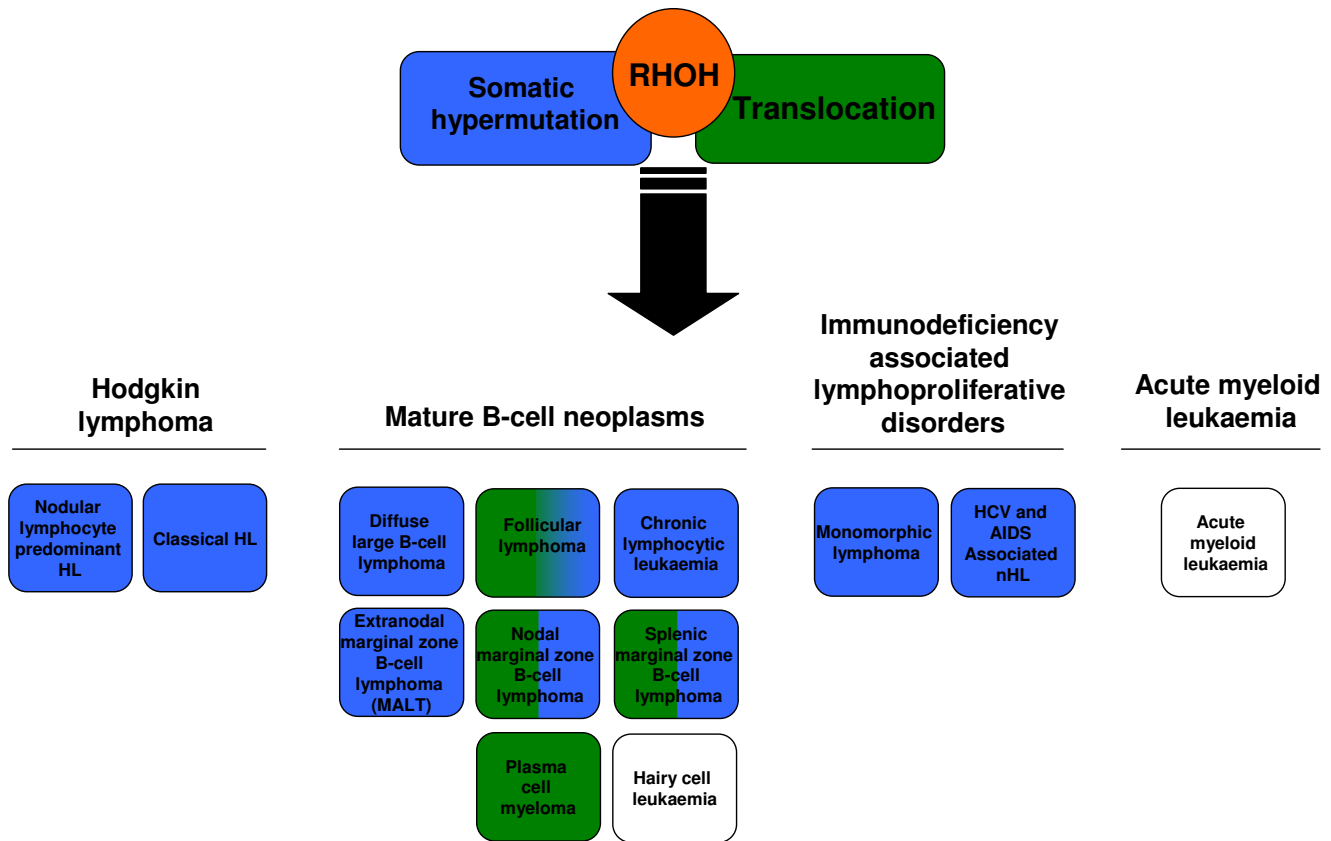 RHOH
Somatic
hypermutation
Translocation
Hodgkin
lymphoma
Mature B-cell neoplasms
Immunodeficiency
associated
lymphoproliferative
disorders
Acute myeloid
leukaemia
Nodular
lymphocyte
predominant
HL
Classical HL
Diffuse
large B-cell
lymphoma
Follicular
lymphoma
Chronic
lymphocytic
leukaemia
Extranodal
marginal zone
B-cell
lymphoma
(MALT)
Nodal
marginal zone
B-cell
lymphoma
Splenic
marginal zone
B-cell
lymphoma
Plasma
cell
myeloma
Hairy cell
leukaemia
Monomorphic
lymphoma
HCV and
AIDS
Associated
nHL
Acute
myeloid
leukaemia